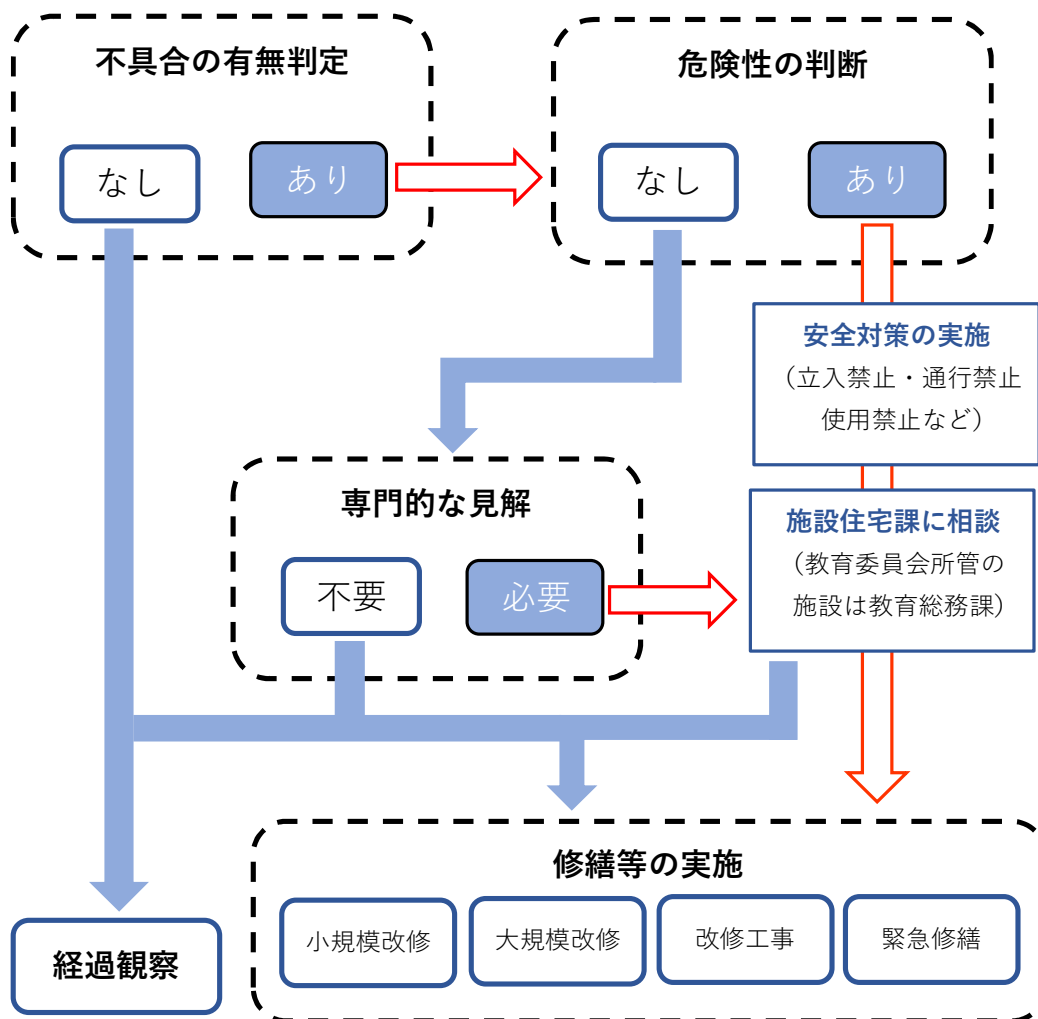 不具合の有無判定
なし
あり
危険性の判断
なし
あり
安全対策の実施
（立入禁止・通行禁止
使用禁止など）
専門的な見解
不要
必要
施設住宅課に相談
（教育委員会所管の
施設は教育総務課）
修繕等の実施
小規模改修
大規模改修
改修工事
緊急修繕
経過観察